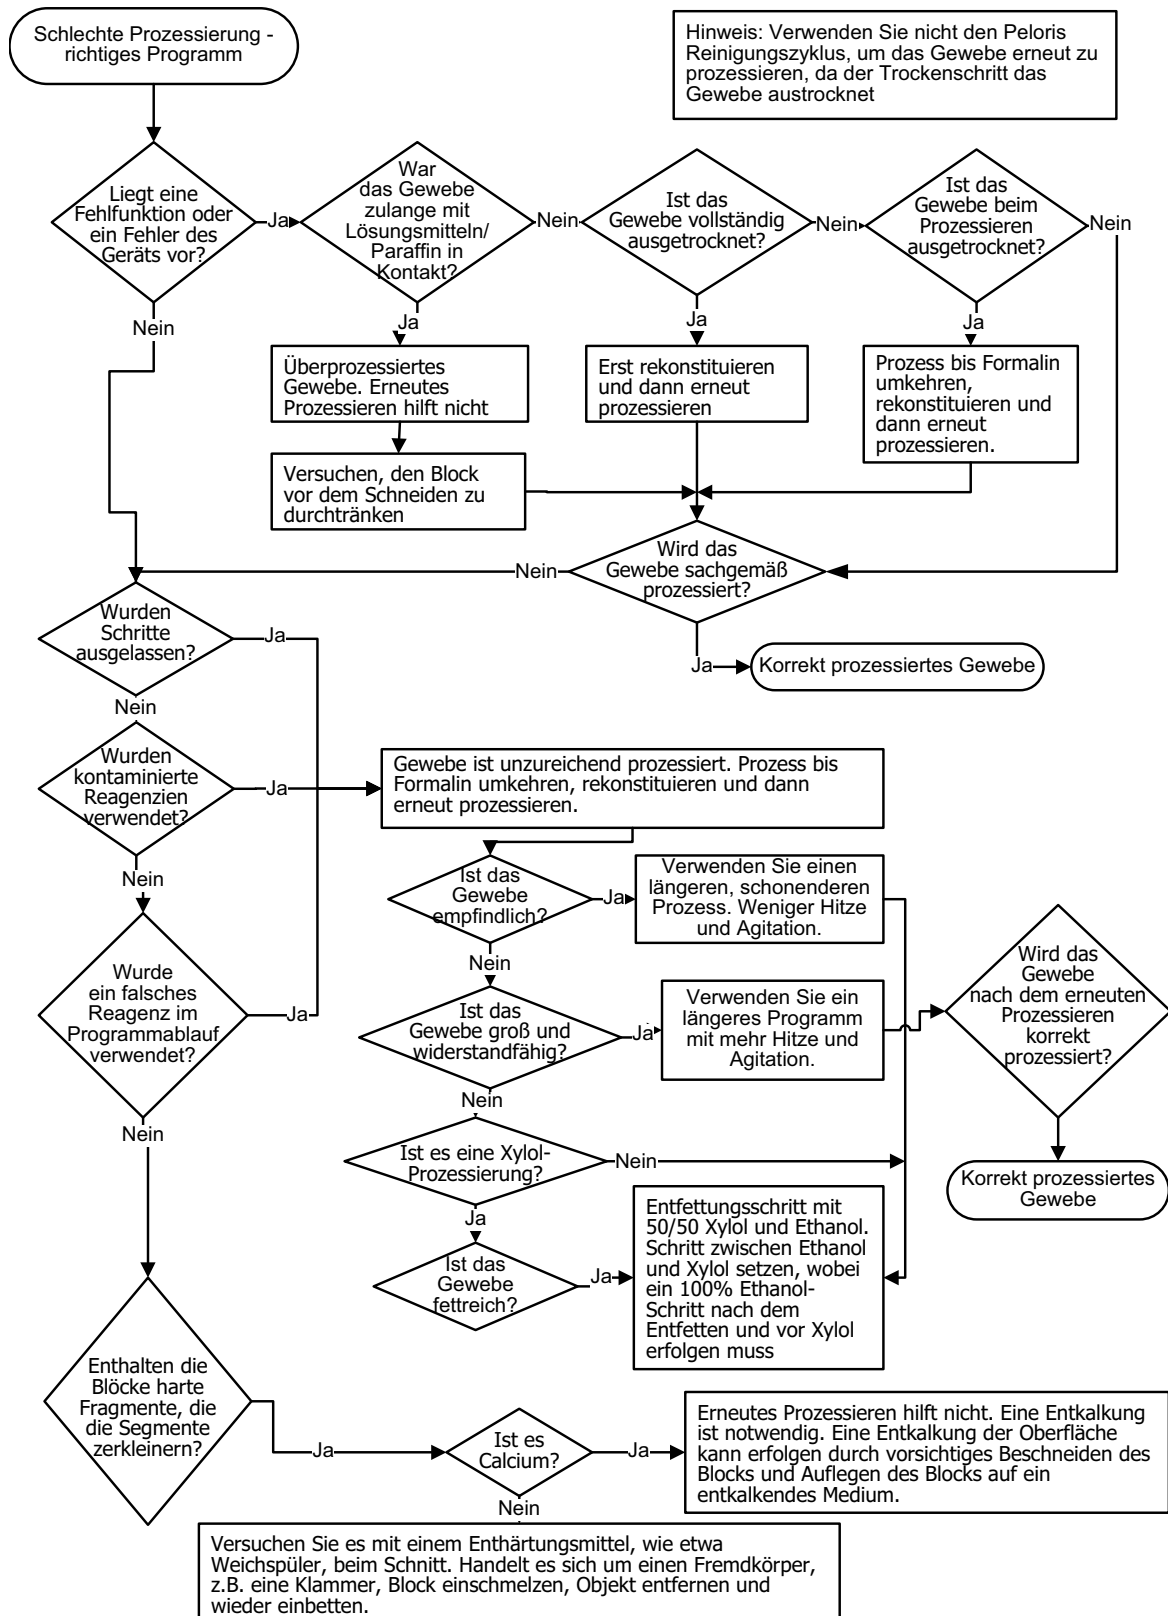 Schlechte Prozessierung -
richtiges Programm
Hinweis: Verwenden Sie nicht den Peloris
Reinigungszyklus, um das Gewebe erneut zu
prozessieren, da der Trockenschritt das
Gewebe austrocknet
Liegt eine
Fehlfunktion oder
ein Fehler des
Geräts vor?
Ja
War
das Gewebe
zulange mit
Lösungsmitteln/
Paraffin in
Kontakt?
Nein
Ist das
Gewebe vollständig
ausgetrocknet?
Nein
Ist das
Gewebe beim
Prozessieren
ausgetrocknet?
Nein
Nein
Ja
Ja
Ja
Überprozessiertes
Gewebe. Erneutes
Prozessieren hilft nicht
Erst rekonstituieren
und dann erneut
prozessieren
Prozess bis Formalin
umkehren,
rekonstituieren und
dann erneut
prozessieren.
Versuchen, den Block
vor dem Schneiden zu
durchtränken
Wird das
Gewebe sachgemäß
prozessiert?
Nein
Ja
Korrekt prozessiertes Gewebe
Wurden
Schritte
ausgelassen?
Ja
Nein
Wurden
kontaminierte
Reagenzien
verwendet?
Ja
Gewebe ist unzureichend prozessiert. Prozess bis
Formalin umkehren, rekonstituieren und dann
erneut prozessieren.
Nein
Ist das
Gewebe
empfindlich?
Ja
Verwenden Sie einen
längeren, schonenderen
Prozess. Weniger Hitze
und Agitation.
Nein
Wurde
ein falsches
Reagenz im
Programmablauf
verwendet?
Ja
Ist das
Gewebe groß und
widerstandfähig?
Ja
Verwenden Sie ein
längeres Programm
mit mehr Hitze und
Agitation.
Wird das
Gewebe
nach dem erneuten
Prozessieren
korrekt
prozessiert?
Nein
Nein
Ist es eine Xylol-
Prozessierung?
Nein
Korrekt prozessiertes
Gewebe
Ja
Ist das
Gewebe
fettreich?
Ja
Entfettungsschritt mit
50/50 Xylol und Ethanol.
Schritt zwischen Ethanol
und Xylol setzen, wobei
ein 100% Ethanol-
Schritt nach dem
Entfetten und vor Xylol
erfolgen muss
Enthalten die
Blöcke harte
Fragmente, die
die Segmente
zerkleinern?
Ja
Ist es
Calcium?
Ja
Erneutes Prozessieren hilft nicht. Eine Entkalkung
ist notwendig. Eine Entkalkung der Oberfläche
kann erfolgen durch vorsichtiges Beschneiden des
Blocks und Auflegen des Blocks auf ein
entkalkendes Medium.
Nein
Versuchen Sie es mit einem Enthärtungsmittel, wie etwa
Weichspüler, beim Schnitt. Handelt es sich um einen Fremdkörper,
z.B. eine Klammer, Block einschmelzen, Objekt entfernen und
wieder einbetten.